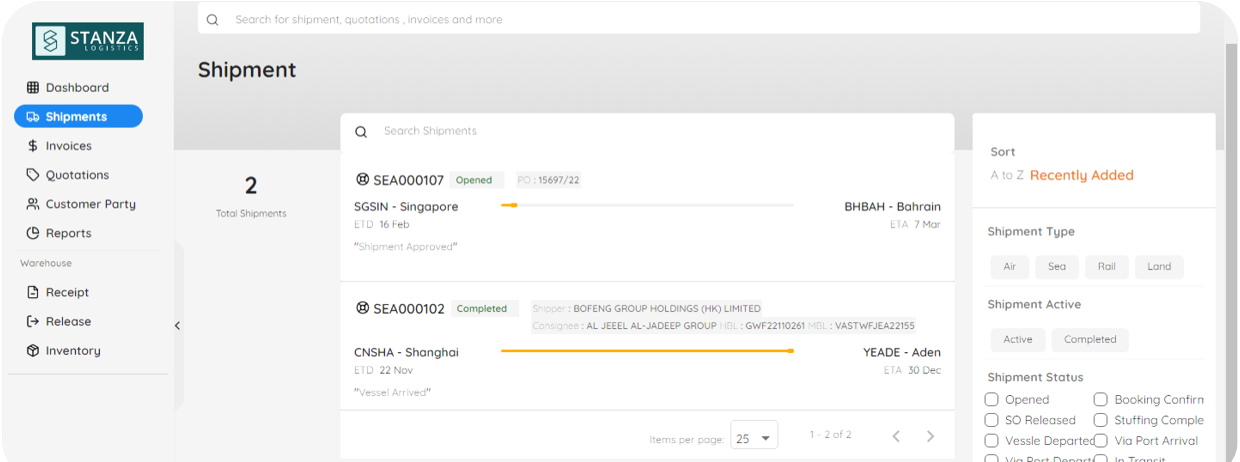 STANZA
LOGISTICS
Dashboard
Shipments
Invoices
Quotations
Customer Party
Reports
Warehouse
Receipt
Release
Inventory
Search for shipment, quotations , invoices and more
Shipment
2
Total Shipments
Search Shipments
SEA000107 Opened PO : 15697/22
SGSIN - Singapore BHBAH - Bahrain
ETD 16 Feb ETA 7 Mar
"Shipment Approved"
SEA000102 Completed Shipper : BOFENG GROUP HOLDINGS (HK) LIMITED
Consignee : AL JEEEL AL-JADEEP GROUP HBL : GWF22110261 MBL : VASTWFJEA22155
CNSHA - Shanghai YEADE - Aden
ETD 22 Nov ETA 30 Dec
"Vessel Arrived"
Items per page: 25 1 - 2 of 2
Sort
A to Z Recently Added
Shipment Type
Air Sea Rail Land
Shipment Active
Active Completed
Shipment Status
Opened Booking Confirm
SO Released Stuffing Comple
Vessle Departed Via Port Arrival
Via Port Depart In Transit